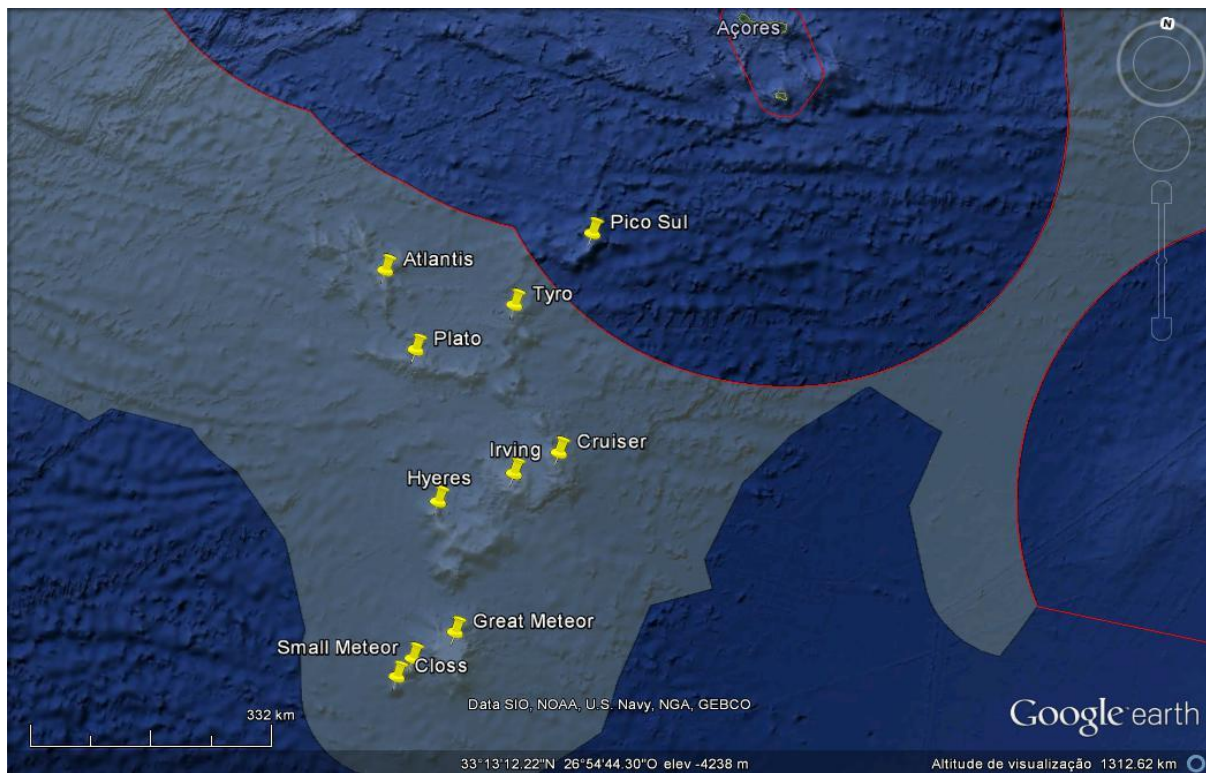 N
Açores
Pico Sul
Atlantis
Tyro
Plato
Cruiser
Irving
Hyeres
Great Meteor
Small Meteor
Closs
Data SIO, NOAA, U.S. Navy, NGA, GEBCO
332 km
Google earth
33°13'12.22"N 26°54'44.30"O elev -4238 m
Altitude de visualização 1312.62 km